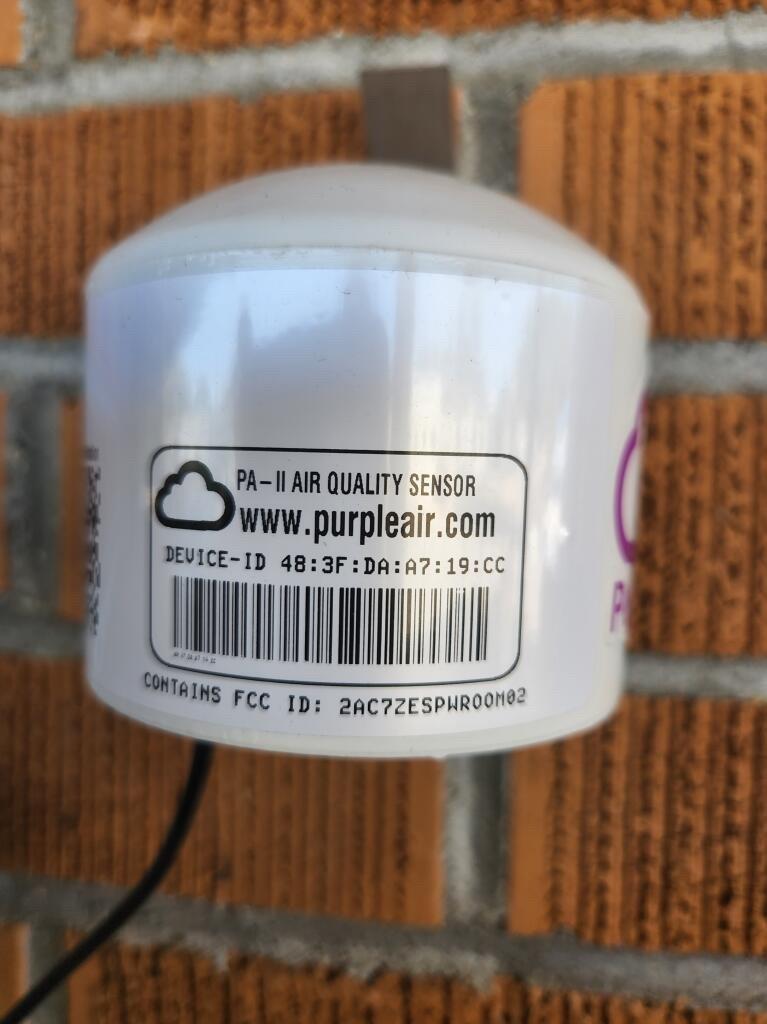 PA-II AIR QUALITY SENSOR
www.purpleair.com
DEVICE-ID 48:3F:DA:A7:19:CC
CONTAINS FCC ID: 2AC7ZESPWROOM02